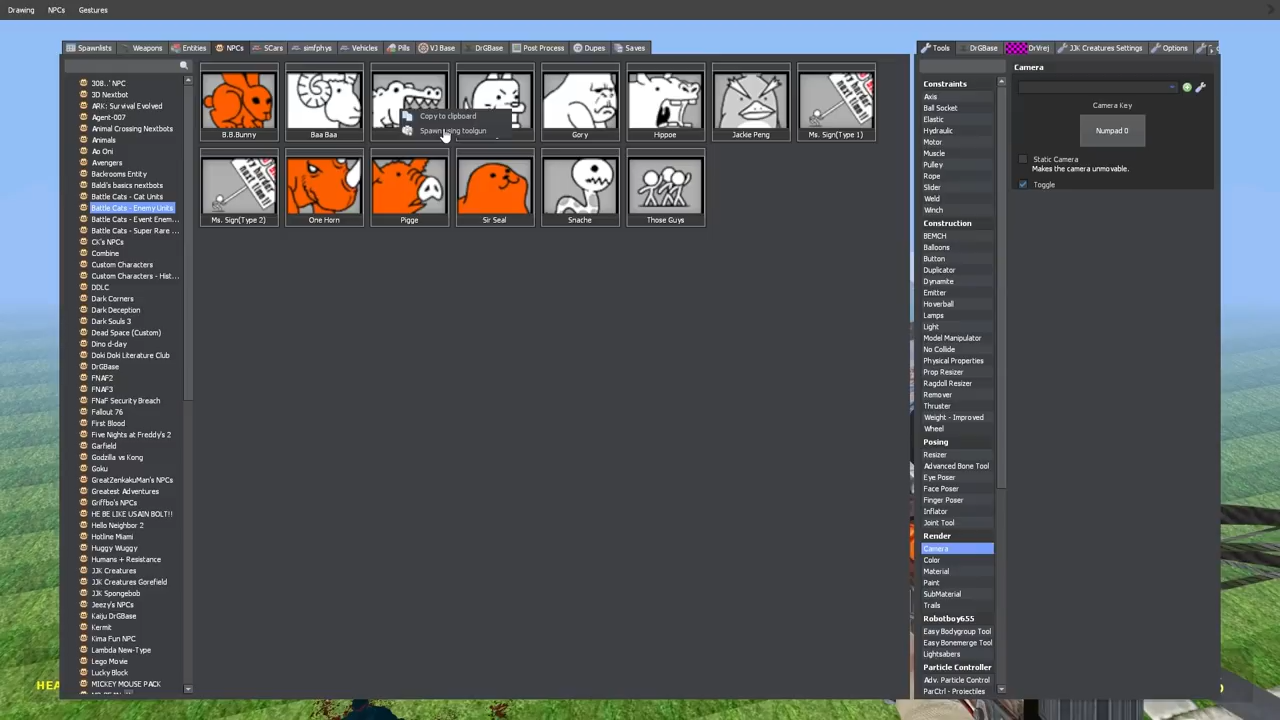 Drawing NPCs Gestures
Spawnlists Weapons Entities NPCs SCars simfphys Vehicles Pills VJ Base DrGBase Post Process Dupes Saves
Tools DrGBase DrVrej JJK Creatures Settings Options
308..' NPC
3D Nextbot
ARK: Survival Evolved
Agent-007
Animal Crossing Nextbots
Animals
Ao Oni
Avengers
Backrooms Entity
Baldi's basics nextbots
Battle Cats - Cat Units
Battle Cats - Enemy Units
Battle Cats - Event Enem...
Battle Cats - Super Rare ...
CK's NPCs
Combine
Custom Characters
Custom Characters - Hist...
DDLC
Dark Corners
Dark Deception
Dark Souls 3
Dead Space (Custom)
Dino d-day
Doki Doki Literature Club
DrGBase
FNAF2
FNAF3
FNaF Security Breach
Fallout 76
First Blood
Five Nights at Freddy's 2
Garfield
Godzilla vs Kong
Goku
GreatZenkakuMan's NPCs
Greatest Adventures
Griffbo's NPCs
HE BE LIKE USAIN BOLT!!
Hello Neighbor 2
Hotline Miami
Huggy Wuggy
Humans + Resistance
JJK Creatures
JJK Creatures Gorefield
JJK Spongebob
Jeezy's NPCs
Kaiju DrGBase
Kermit
Kima Fun NPC
Lambda New-Type
Lego Movie
Lucky Block
MICKEY MOUSE PACK
B.B.Bunny
Baa Baa
Copy to clipboard
Spawn using toolgun
Gory
Hippoe
Jackie Peng
Ms. Sign(Type 1)
Ms. Sign(Type 2)
One Horn
Pigge
Sir Seal
Snache
Those Guys
Constraints
Axis
Ball Socket
Elastic
Hydraulic
Motor
Muscle
Pulley
Rope
Slider
Weld
Winch
Construction
BEMCH
Balloons
Button
Duplicator
Dynamite
Emitter
Hoverball
Lamps
Light
Model Manipulator
No Collide
Physical Properties
Prop Resizer
Ragdoll Resizer
Remover
Thruster
Weight - Improved
Wheel
Posing
Resizer
Advanced Bone Tool
Eye Poser
Face Poser
Finger Poser
Inflator
Joint Tool
Render
Camera
Color
Material
Paint
SubMaterial
Trails
Robotboy655
Easy Bodygroup Tool
Easy Bonemerge Tool
Lightsabers
Particle Controller
Adv. Particle Control
ParCtrl - Projectiles
Camera
Camera Key
Numpad 0
Static Camera
Makes the camera unmovable.
Toggle
HEA